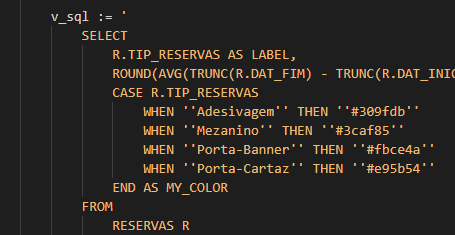 v_sql := '
SELECT
R.TIP_RESERVAS AS LABEL,
ROUND(AVG(TRUNC(R.DAT_FIM) - TRUNC(R.DAT_INIC
CASE R.TIP_RESERVAS
WHEN ''Adesivagem'' THEN ''#309fdb''
WHEN ''Mezanino'' THEN ''#3caf85''
WHEN ''Porta-Banner'' THEN ''#fbce4a''
WHEN ''Porta-Cartaz'' THEN ''#e95b54''
END AS MY_COLOR
FROM
RESERVAS R